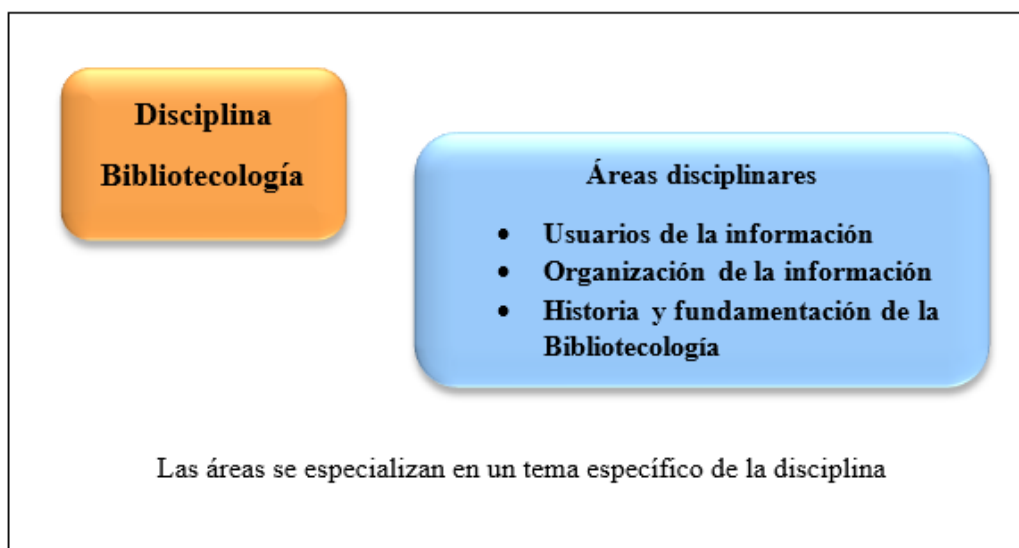 Disciplina
Bibliotecología
Áreas disciplinares
• Usuarios de la información
• Organización de la información
• Historia y fundamentación de la
Bibliotecología
Las áreas se especializan en un tema específico de la disciplina